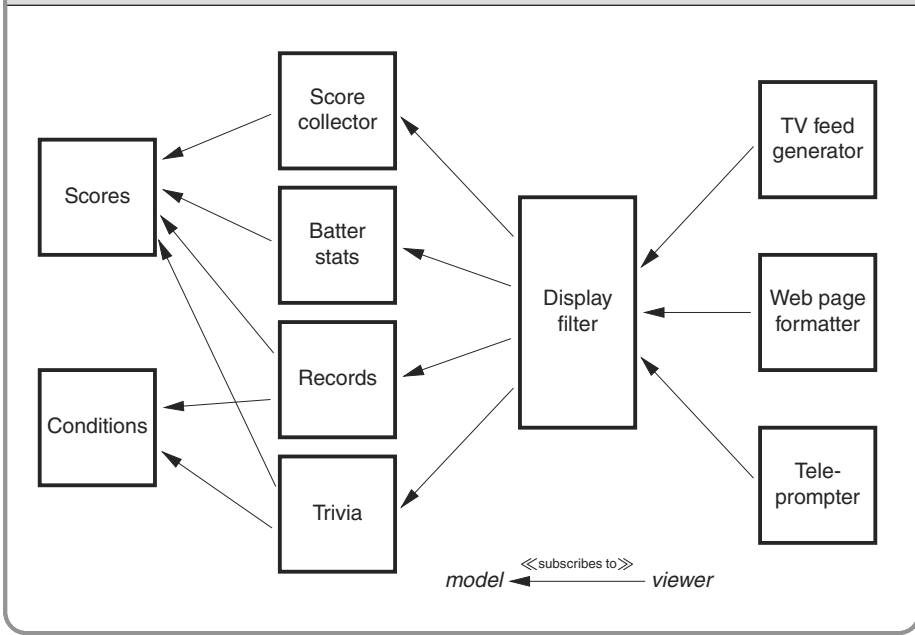 Score
collector
TV feed
generator
Scores
Batter
stats
Display
filter
Web page
formatter
Records
Conditions
Trivia
Tele-
prompter
≪subscribes to≫
model
viewer